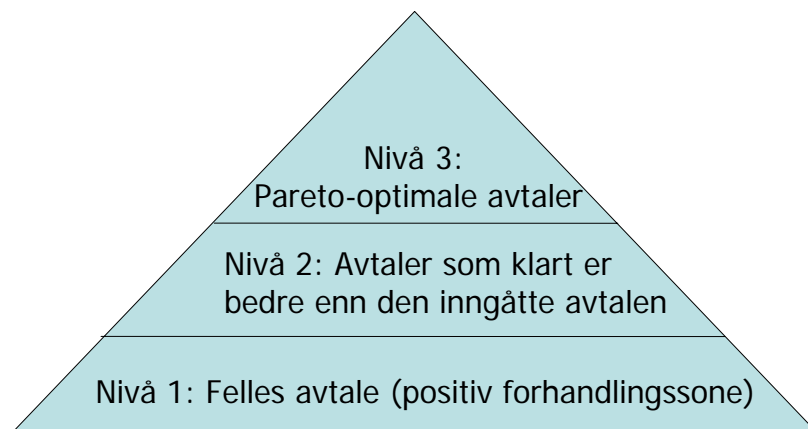 Nivå 3:
Pareto-optimale avtaler
Nivå 2: Avtaler som klart er
bedre enn den inngåtte avtalen
Nivå 1: Felles avtale (positiv forhandlingssone)